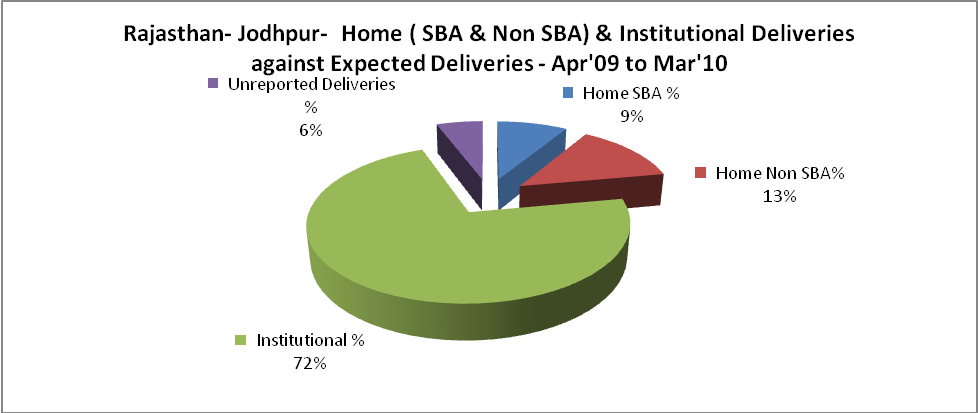 Rajasthan- Jodhpur-  Home ( SBA & Non SBA) & Institutional Deliveries
against Expected Deliveries - Apr'09 to Mar'10
Unreported Deliveries
%
6%
Home SBA %
9%
Home Non SBA%
13%
Institutional %
72%